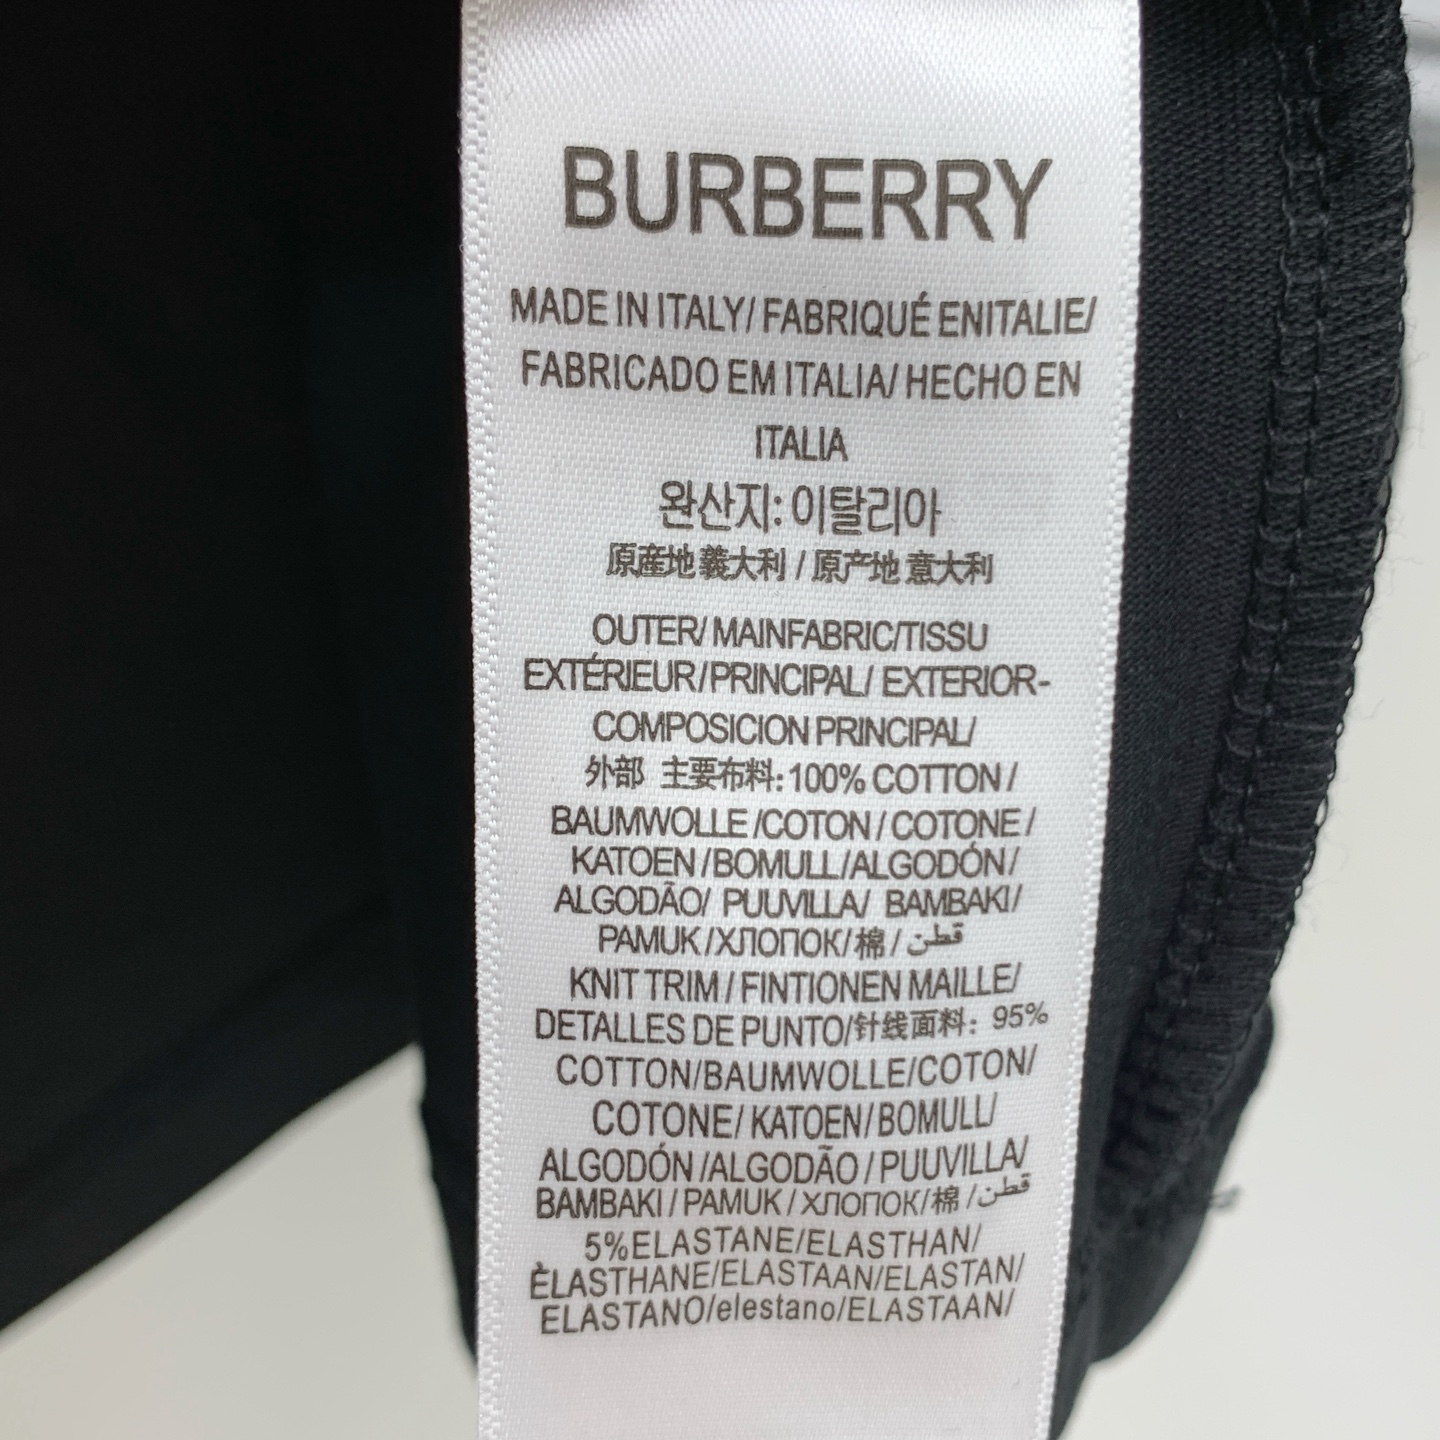 BURBERRY
MADE IN ITALY/ FABRIQUÉ ENITALIE/
FABRICADO EM ITALIA/ HECHO EN
ITALIA
완산지: 이탈리아
原産地 義大利 / 原产地 意大利
OUTER/ MAINFABRIC/TISSU
EXTÉRIEUR/PRINCIPAL/ EXTERIOR-
COMPOSICION PRINCIPAL/
外部 主要布料: 100% COTTON /
BAUMWOLLE /COTON / COTONE /
KATOEN /BOMULL/ALGODÓN/
ALGODÃO/ PUUVILLA/ BAMBAKI/
PAMUK /ХЛОПОК/棉 / قطن
KNIT TRIM / FINTIONEN MAILLE/
DETALLES DE PUNTO/针线面料: 95%
COTTON/BAUMWOLLE/COTON/
COTONE/ KATOEN/BOMULL/
ALGODÓN /ALGODÃO / PUUVILLA/
BAMBAKI / PAMUK / ХЛОПОК/棉 /قطن
5%ELASTANE/ELASTHAN/
ÈLASTHANE/ELASTAAN/ELASTAN/
ELASTANO/elestano/ELASTAAN/